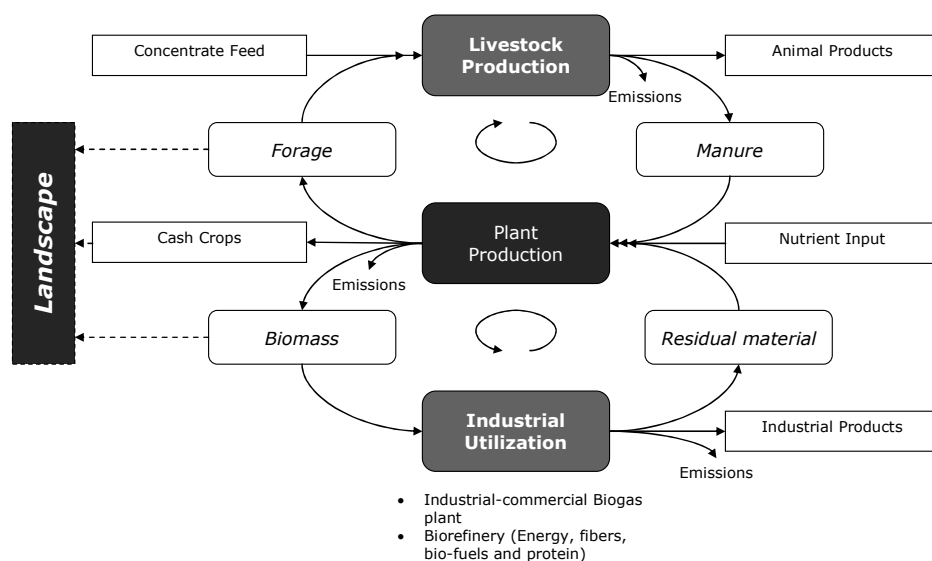 Concentrate Feed
Livestock
Production
Animal Products
Emissions
Forage
Manure
Landscape
Cash Crops
Plant
Production
Nutrient Input
Emissions
Biomass
Residual material
Industrial
Utilization
Industrial Products
Emissions
• Industrial-commercial Biogas
plant
• Biorefinery (Energy, fibers,
bio-fuels and protein)